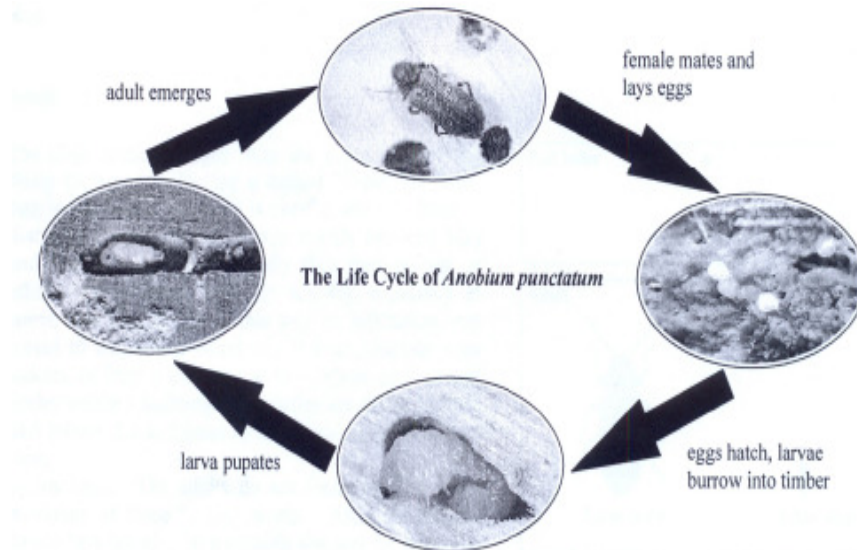 adult emerges
female mates and
lays eggs
The Life Cycle of Anobium punctatum
larva pupates
eggs hatch, larvae
burrow into timber